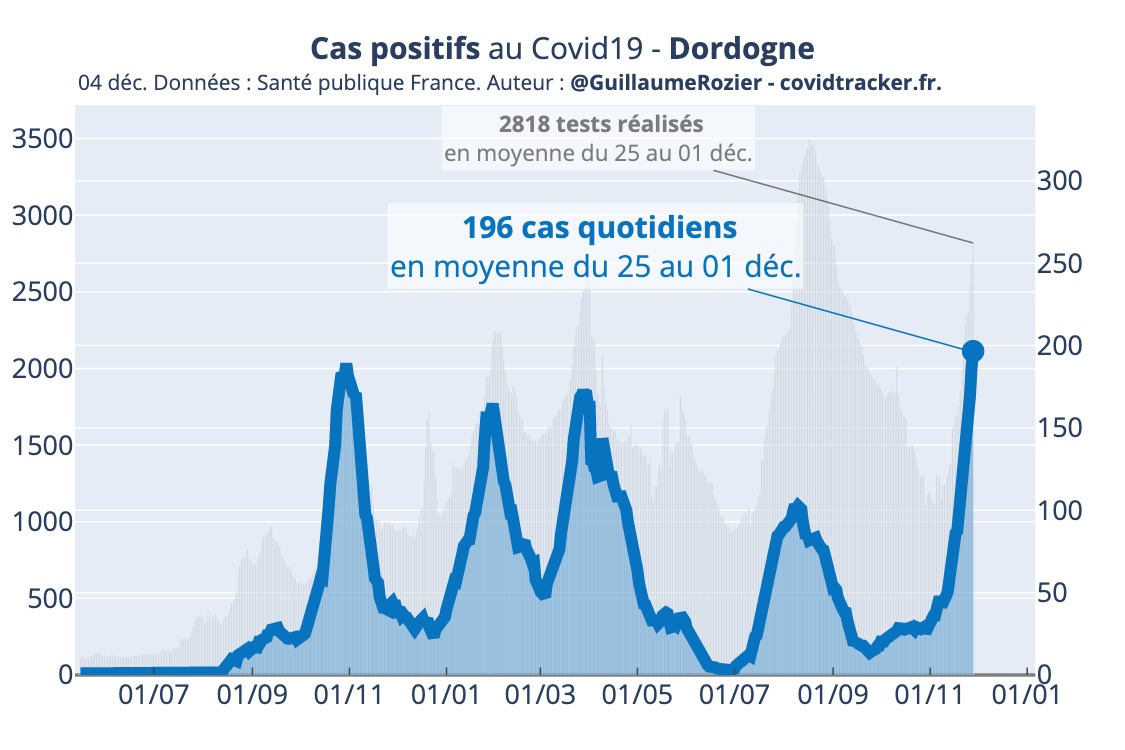 Cas positifs au Covid19 - Dordogne
04 déc. Données : Santé publique France. Auteur : @GuillaumeRozier - covidtracker.fr.
2818 tests réalisés
en moyenne du 25 au 01 déc.
196 cas quotidiens
en moyenne du 25 au 01 déc.
3500
3000
2500
2000
1500
1000
500
0
300
250
200
150
100
50
0
01/07 01/09 01/11 01/01 01/03 01/05 01/07 01/09 01/11 01/01